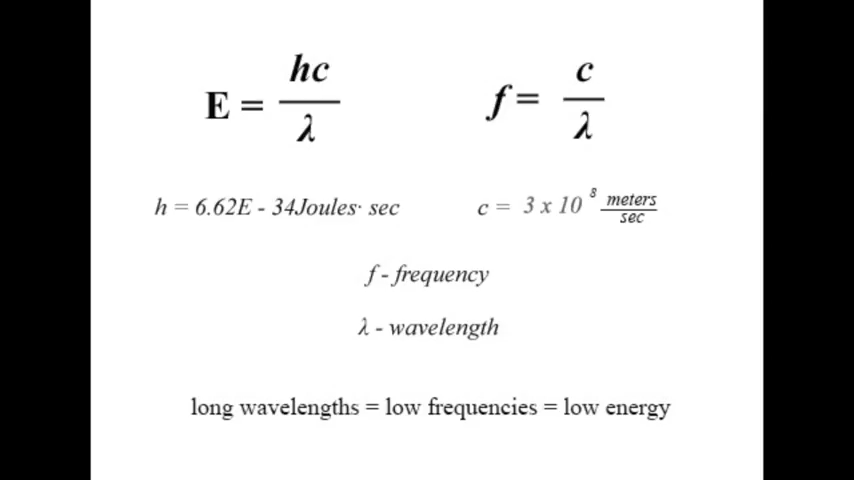 E = hc/λ
f = c/λ
h = 6.62E - 34Joules· sec
c = 3 x 10^8 meters/sec
f - frequency
λ - wavelength
long wavelengths = low frequencies = low energy